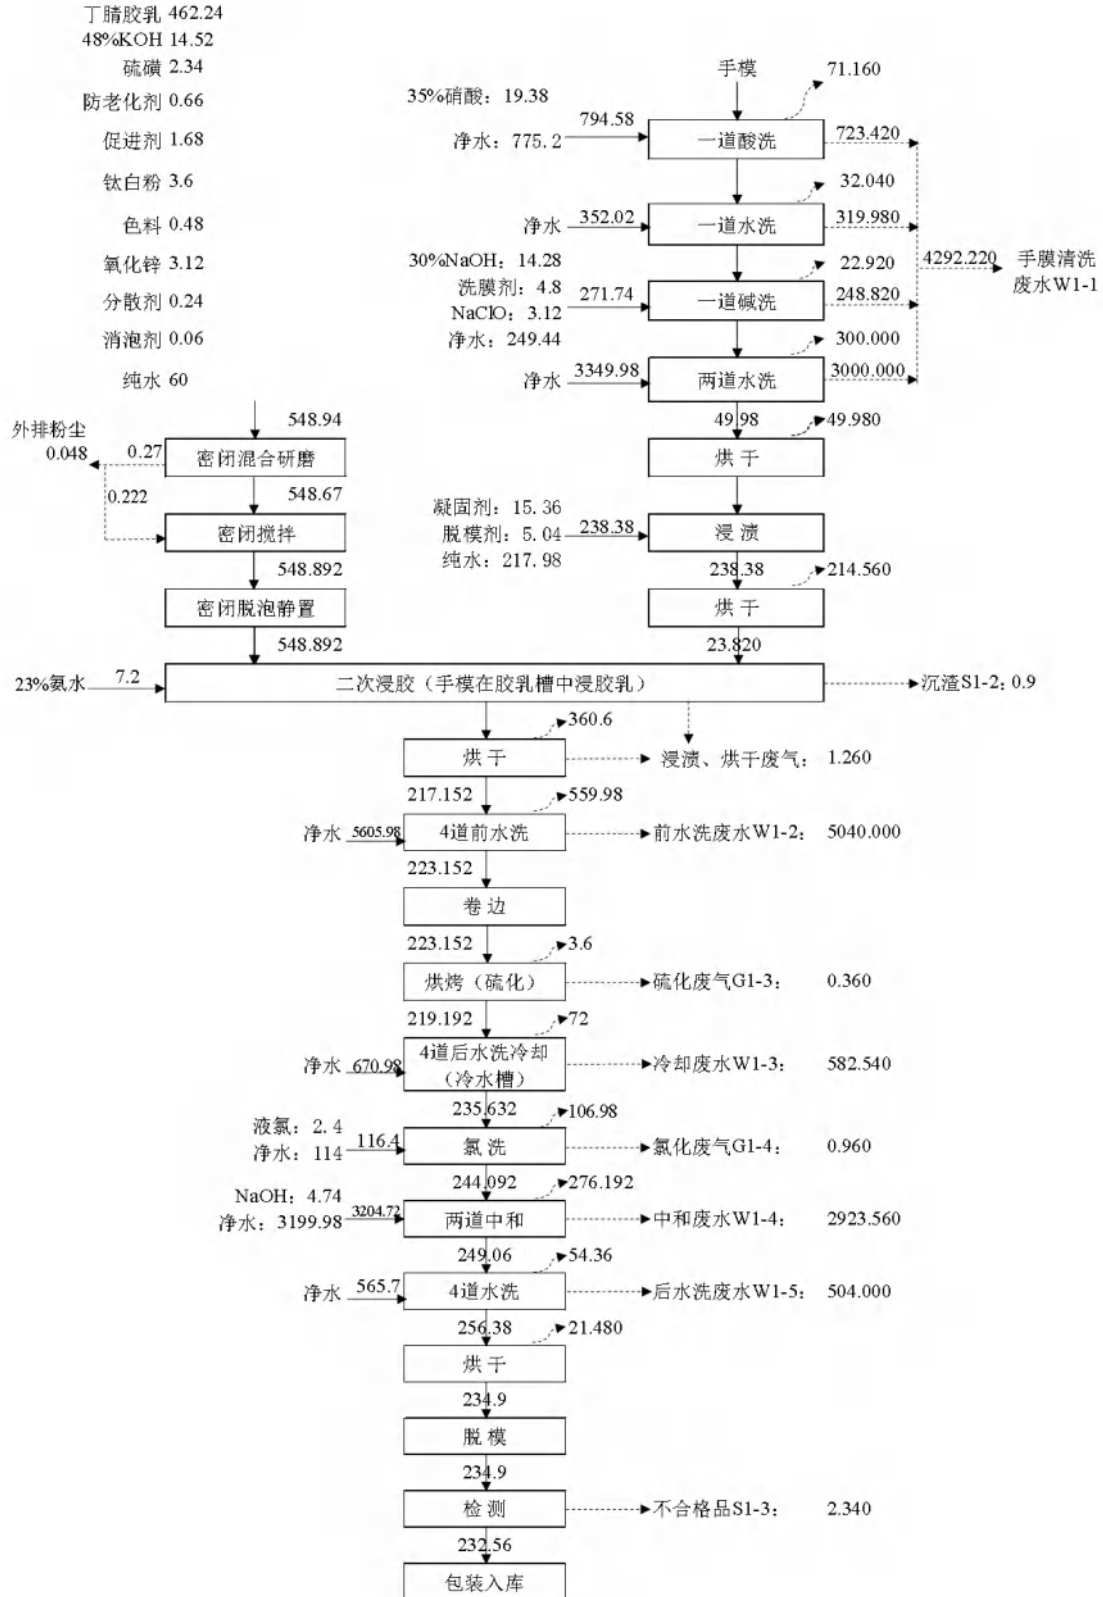 丁腈胶乳 462.24
48%KOH 14.52
硫磺 2.34
防老化剂 0.66
促进剂 1.68
钛白粉 3.6
色料 0.48
氧化锌 3.12
分散剂 0.24
消泡剂 0.06
纯水 60
548.94
外排粉尘
0.048
0.27
密闭混合研磨
0.222
548.67
密闭搅拌
548.892
密闭脱泡静置
548.892
手模
71.160
35%硝酸：19.38
净水：775.2
794.58
一道酸洗
723.420
32.040
净水
352.02
一道水洗
319.980
4292.220
手膜清洗
废水W1-1
30%NaOH：14.28
洗膜剂：4.8
NaClO：3.12
净水：249.44
271.74
22.920
一道碱洗
248.820
300.000
净水
3349.98
两道水洗
3000.000
49.98
49.980
烘干
凝固剂：15.36
脱模剂：5.04
纯水：217.98
238.38
浸渍
238.38
214.560
烘干
23.820
23%氨水
7.2
二次浸胶（手模在胶乳槽中浸胶乳）
沉渣S1-2：0.9
360.6
烘干
浸渍、烘干废气： 1.260
217.152
559.98
净水
5605.98
4道前水洗
前水洗废水W1-2： 5040.000
223.152
卷边
223.152
3.6
烘烤（硫化）
硫化废气G1-3： 0.360
219.192
72
净水
670.98
4道后水洗冷却
（冷水槽）
冷却废水W1-3： 582.540
235.632
106.98
液氯：2.4
净水：114
116.4
氯洗
氯化废气G1-4： 0.960
244.092
276.192
NaOH：4.74
净水：3199.98
3204.72
两道中和
中和废水W1-4： 2923.560
249.06
54.36
净水
565.7
4道水洗
后水洗废水W1-5： 504.000
256.38
21.480
烘干
234.9
脱模
234.9
检测
不合格品S1-3： 2.340
232.56
包装入库